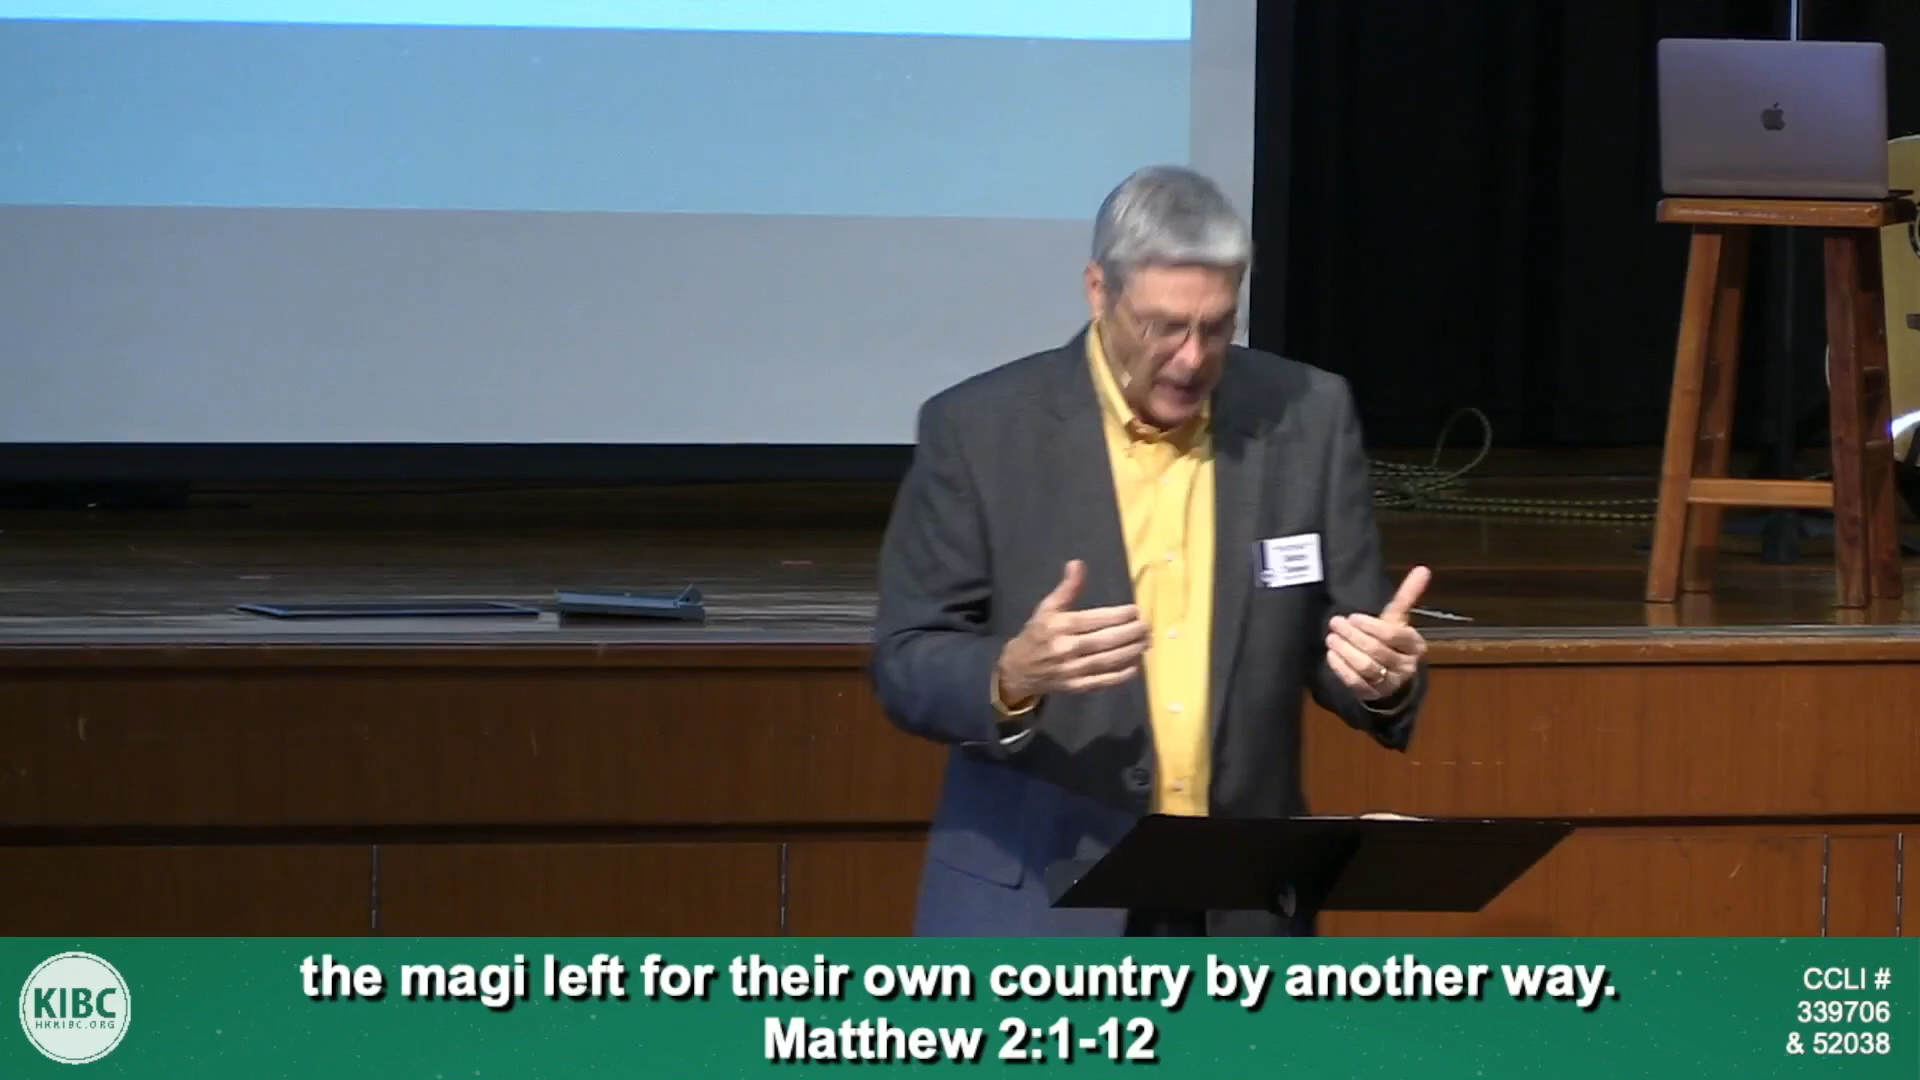 the magi left for their own country by another way.
Matthew 2:1-12
KIBC
HKKIBC.ORG
CCLI #
339706
& 52038